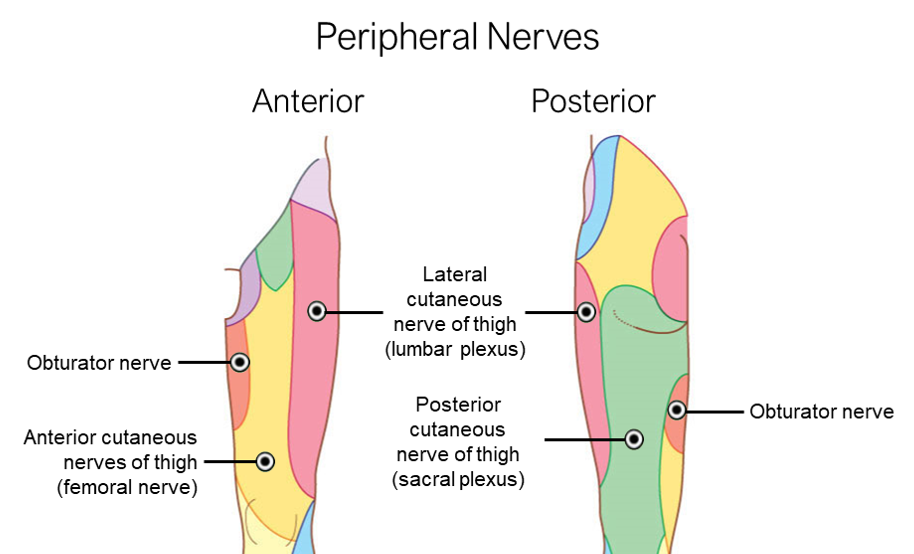 Peripheral Nerves
Anterior
Posterior
Lateral
cutaneous
nerve of thigh
(lumbar plexus)
Obturator nerve
Posterior
cutaneous
nerve of thigh
(sacral plexus)
Obturator nerve
Anterior cutaneous
nerves of thigh
(femoral nerve)